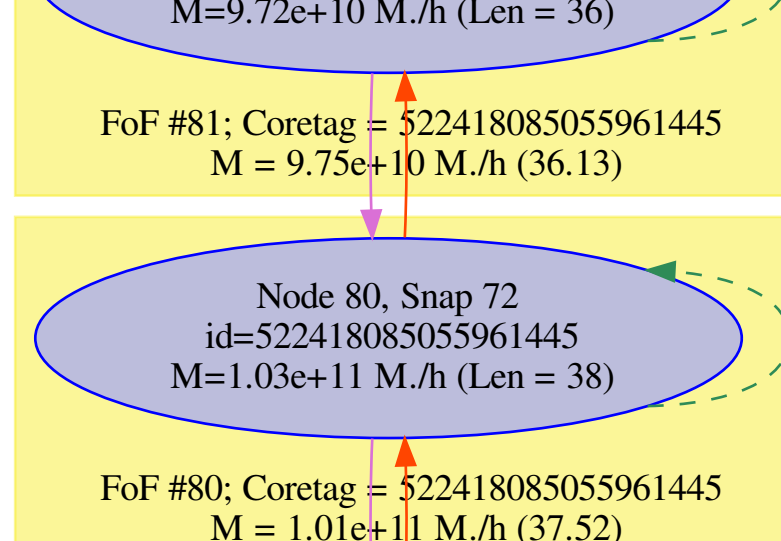 M=9.72e+10 M./h (Len = 36)
FoF #81; Coretag = 522418085055961445
M = 9.75e+10 M./h (36.13)
Node 80, Snap 72
id=522418085055961445
M=1.03e+11 M./h (Len = 38)
FoF #80; Coretag = 522418085055961445
M = 1.01e+11 M./h (37.52)